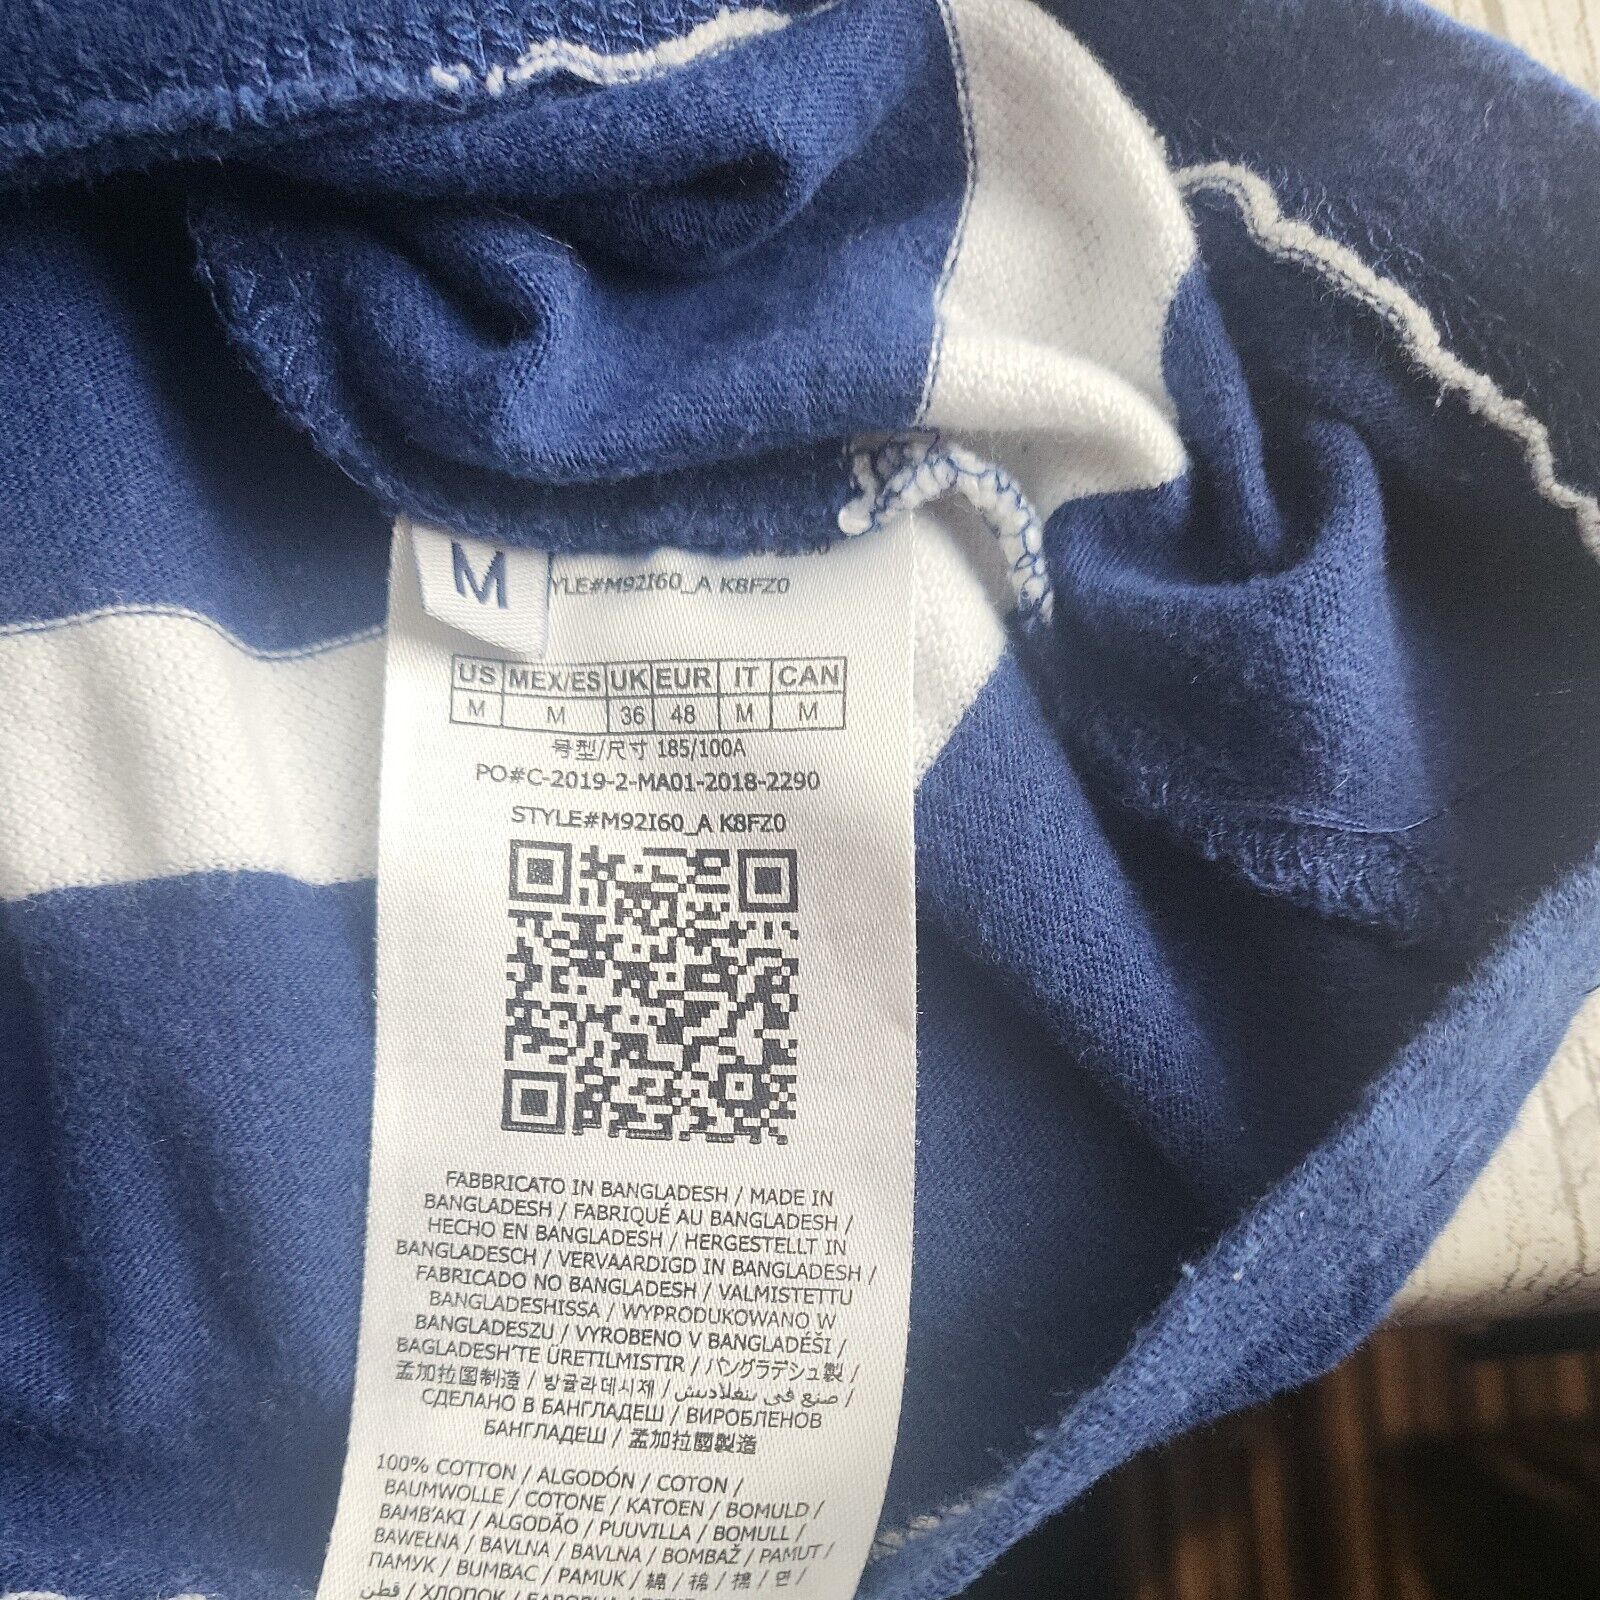 M
YLE#M92I60_A K8FZ0
US MEX/ES UK EUR IT CAN
M M 36 48 M M
号型/尺寸 185/100A
PO#C-2019-2-MA01-2018-2290
STYLE#M92I60_A K8FZ0
FABBRICATO IN BANGLADESH / MADE IN
BANGLADESH / FABRIQUÉ AU BANGLADESH /
HECHO EN BANGLADESH / HERGESTELLT IN
BANGLADESCH / VERVAARDIGD IN BANGLADESH /
FABRICADO NO BANGLADESH / VALMISTETTU
BANGLADESHISSA / WYPRODUKOWANO W
BANGLADESZU / VYROBENO V BANGLADÉŠI /
BAGLADESH'TE ÜRETILMISTIR / バングラデシュ製 /
孟加拉国制造 / 방글라데시제 / صنع في بنغلاديش /
СДЕЛАНО В БАНГЛАДЕШ / ВИРОБЛЕНОВ
БАНГЛАДЕШ / 孟加拉國製造
100% COTTON / ALGODÓN / COTON /
BAUMWOLLE / COTONE / KATOEN / BOMULD /
BAMB'AKI / ALGODÃO / PUUVILLA / BOMULL /
BAWEŁNA / BAVLNA / BAVLNA / BOMBAŽ / PAMUT /
ПАМУК / BUMBAC / PAMUK / 綿 / 棉 / 棉 / 면 /
قطن / ХЛОПОК